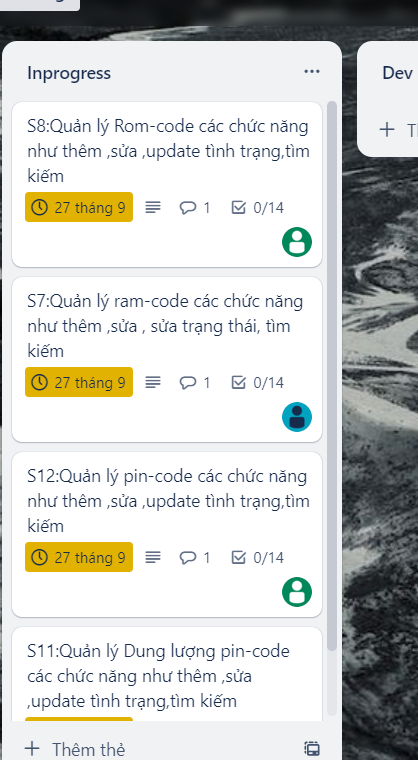 Inprogress
Dev
S8:Quản lý Rom-code các chức năng
như thêm ,sửa ,update tình trạng,tìm
kiếm
27 tháng 9
1
0/14
S7:Quản lý ram-code các chức năng
như thêm ,sửa , sửa trạng thái, tìm
kiếm
27 tháng 9
1
0/14
S12:Quản lý pin-code các chức năng
như thêm ,sửa ,update tình trạng,tìm
kiếm
27 tháng 9
1
0/14
S11:Quản lý Dung lượng pin-code
các chức năng như thêm ,sửa
,update tình trạng,tìm kiếm
Thêm thẻ